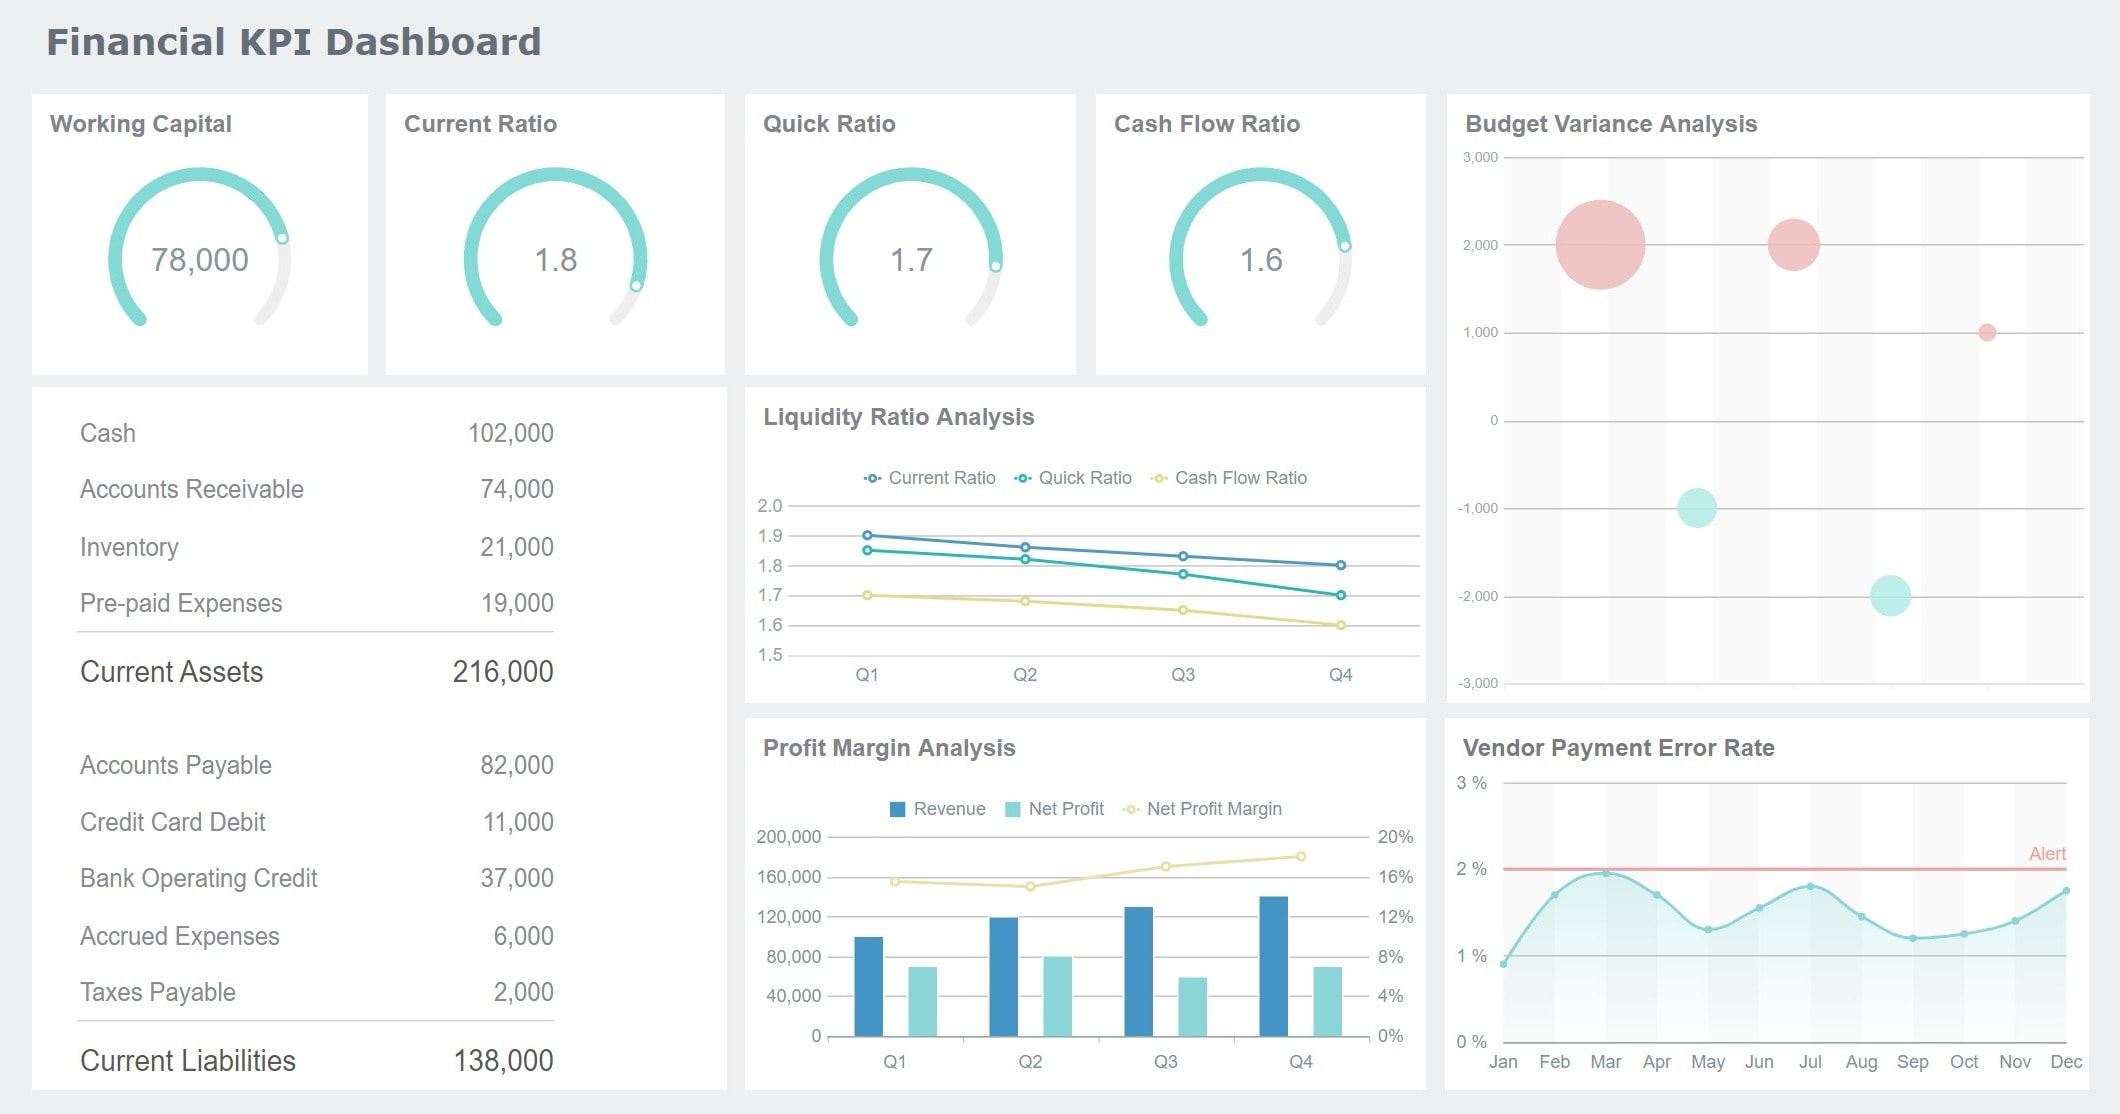 Financial KPI Dashboard
Working Capital
78,000
Current Ratio
1.8
Quick Ratio
1.7
Cash Flow Ratio
1.6
Budget Variance Analysis
3,000
2,000
1,000
0
-1,000
-2,000
-3,000
Cash 102,000
Accounts Receivable 74,000
Inventory 21,000
Pre-paid Expenses 19,000
Current Assets 216,000
Accounts Payable 82,000
Credit Card Debit 11,000
Bank Operating Credit 37,000
Accrued Expenses 6,000
Taxes Payable 2,000
Current Liabilities 138,000
Liquidity Ratio Analysis
Current Ratio Quick Ratio Cash Flow Ratio
2.0
1.9
1.8
1.7
1.6
1.5
Q1 Q2 Q3 Q4
Profit Margin Analysis
Revenue Net Profit Net Profit Margin
200,000 20%
160,000 16%
120,000 12%
80,000 8%
40,000 4%
0 0%
Q1 Q2 Q3 Q4
Vendor Payment Error Rate
3 %
Alert
2 %
1 %
0 %
Jan Feb Mar Apr May Jun Jul Aug Sep Oct Nov Dec